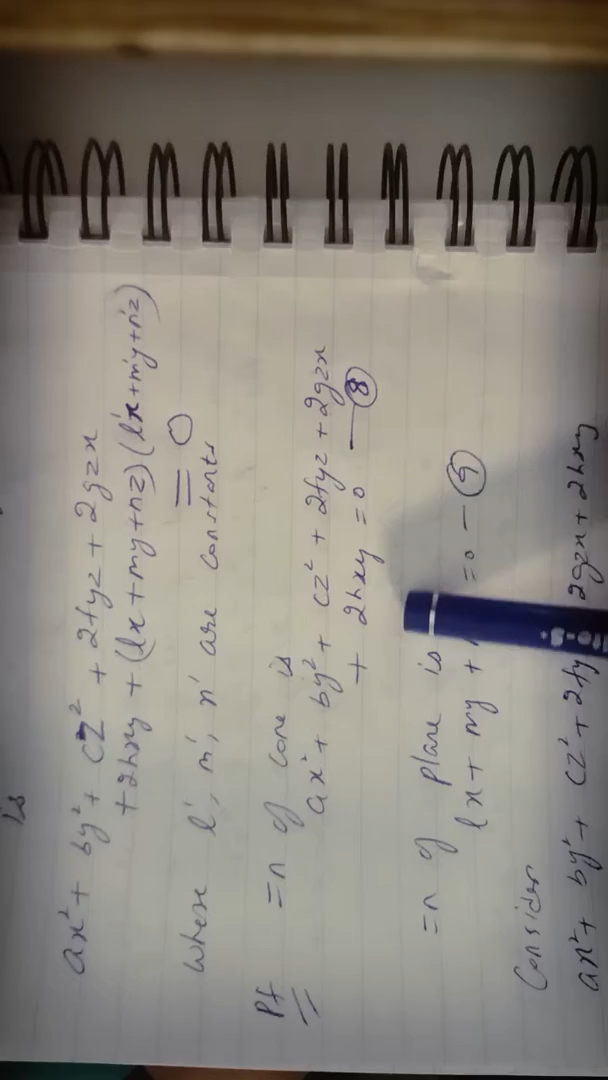 is
ax² + by² + cz² + 2fyz + 2gzx
+ 2hxy + (lx + my + nz)(l'x + m'y + n'z)
= 0
where l', m', n' are constants
Pf =n of cone is
ax² + by² + cz² + 2fyz + 2gzx
+ 2hxy = 0 — ⑧
=n of plane is
lx + my + = 0 — ⑨
Consider
ax² + by² + cz² + 2fy 2gzx + 2hxy